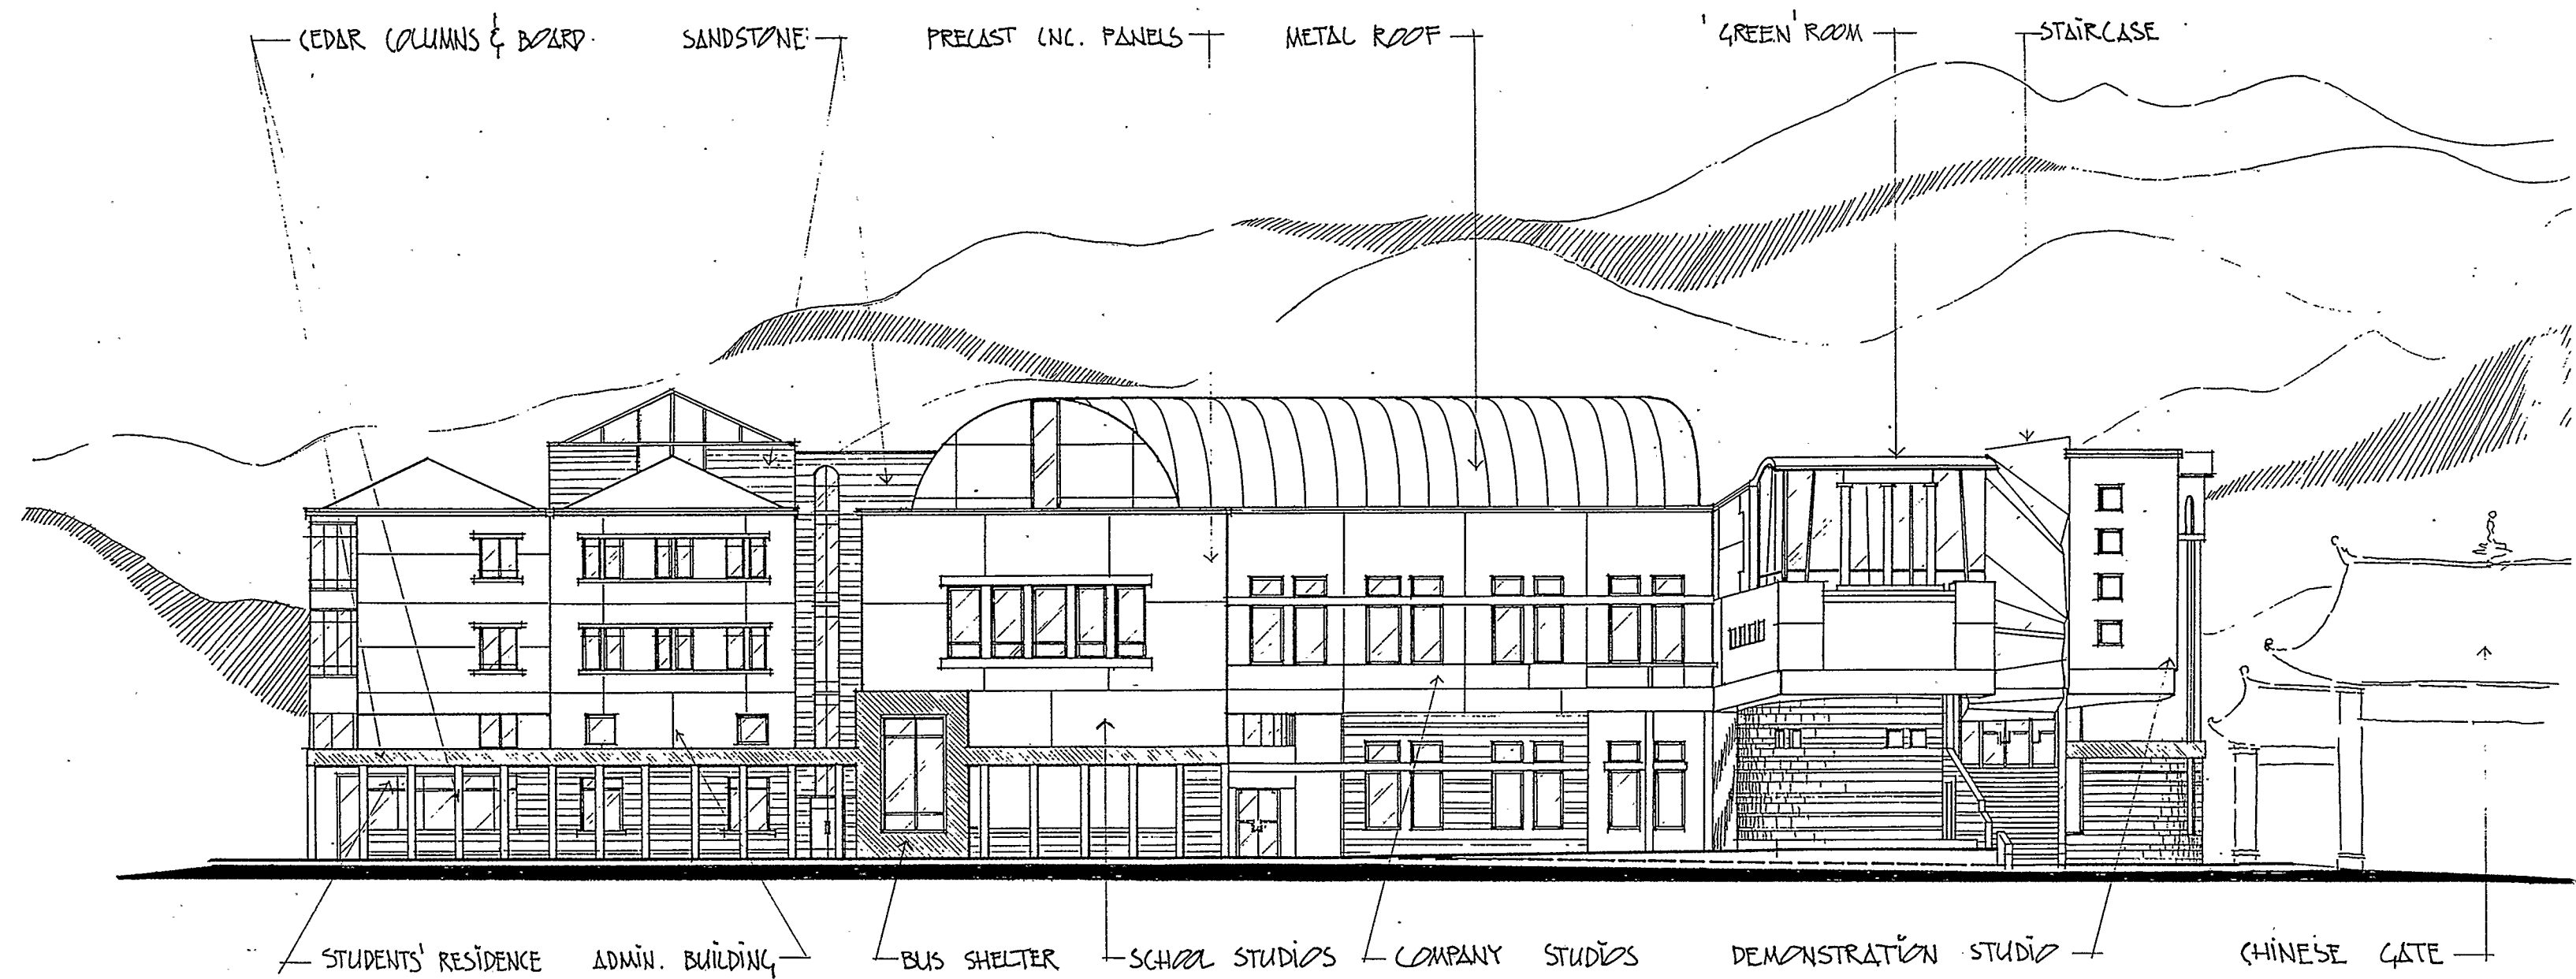 CEDAR COLUMNS & BOARD.
SANDSTONE:
PRECAST CNC. PANELS
METAL ROOF
'GREEN' ROOM
STAIRCASE
STUDENTS' RESIDENCE
ADMIN. BUILDING
BUS SHELTER
SCHOOL STUDIOS
COMPANY STUDIOS
DEMONSTRATION STUDIO
CHINESE GATE